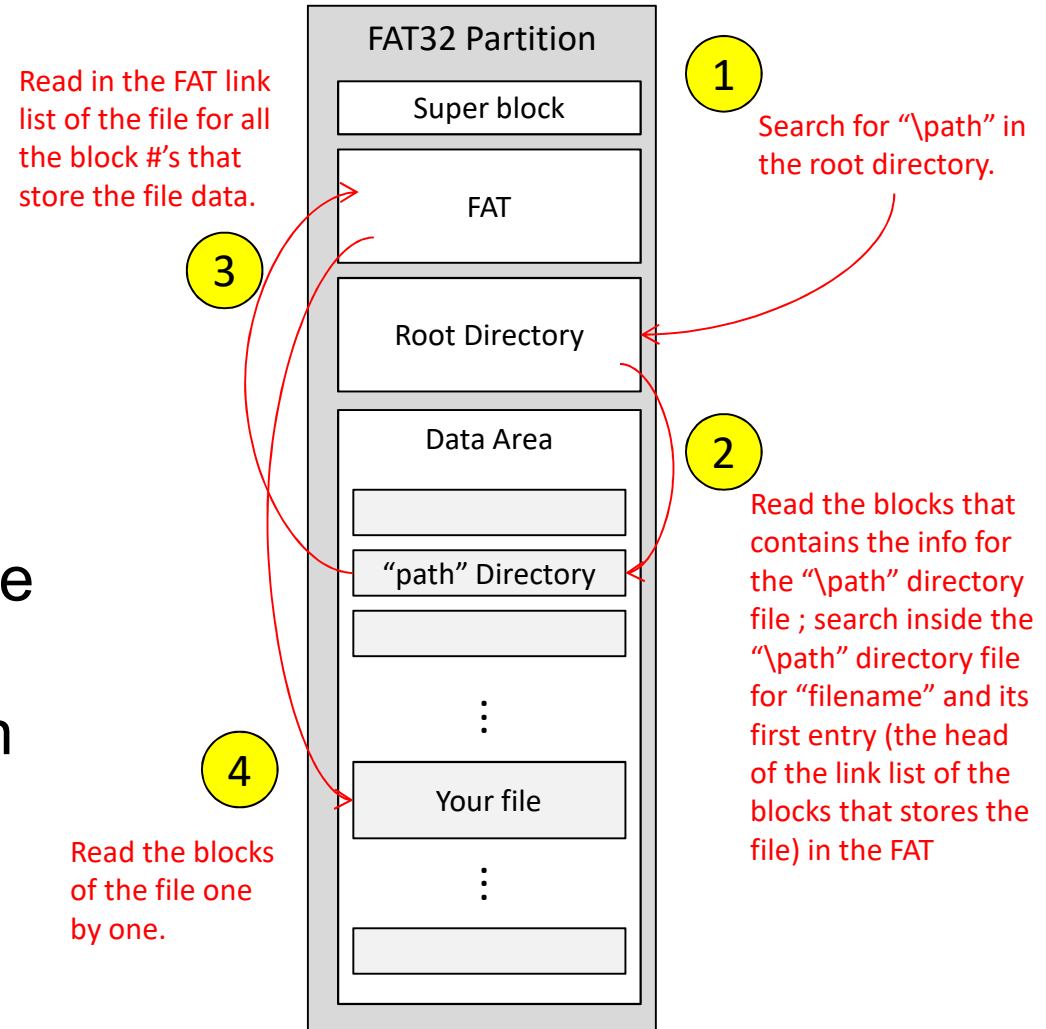 FAT32 Partition
Super block
FAT
Root Directory
Data Area
“path” Directory
⋮
Your file
⋮
1
Search for “\path” in
the root directory.
2
Read the blocks that
contains the info for
the “\path” directory
file ; search inside the
“\path” directory file
for “filename” and its
first entry (the head
of the link list of the
blocks that stores the
file) in the FAT
Read in the FAT link
list of the file for all
the block #’s that
store the file data.
3
4
Read the blocks
of the file one
by one.
e